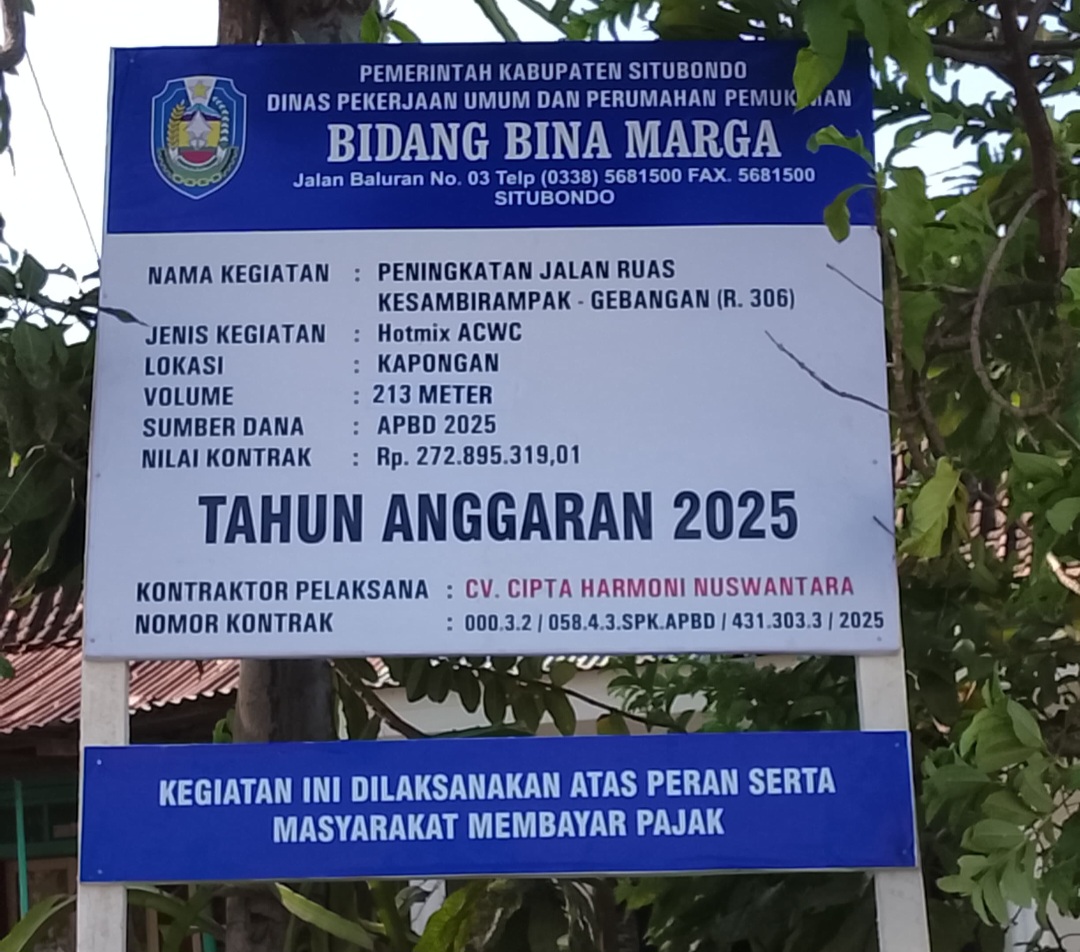 PEMERINTAH KABUPATEN SITUBONDO
DINAS PEKERJAAN UMUM DAN PERUMAHAN
BIDANG BINA MARGA
Jalan Baluran No. 03 Telp (0338) 5681500 FAX. 5681500
SITUBONDO
NAMA KEGIATAN : PENINGKATAN JALAN RUAS
KESAMBIRAMPAK - GEBANGAN (R. 306)
JENIS KEGIATAN : Hotmix ACWC
LOKASI : KAPONGAN
VOLUME : 213 METER
SUMBER DANA : APBD 2025
NILAI KONTRAK : Rp. 272.895.319,01
TAHUN ANGGARAN 2025
KONTRAKTOR PELAKSANA : CV. CIPTA HARMONI NUSWANTARA
NOMOR KONTRAK : 000.3.2 / 058.4.3.SPK.APBD / 431.303.3 / 2025
KEGIATAN INI DILAKSANAKAN ATAS PERAN SERTA
MASYARAKAT MEMBAYAR PAJAK